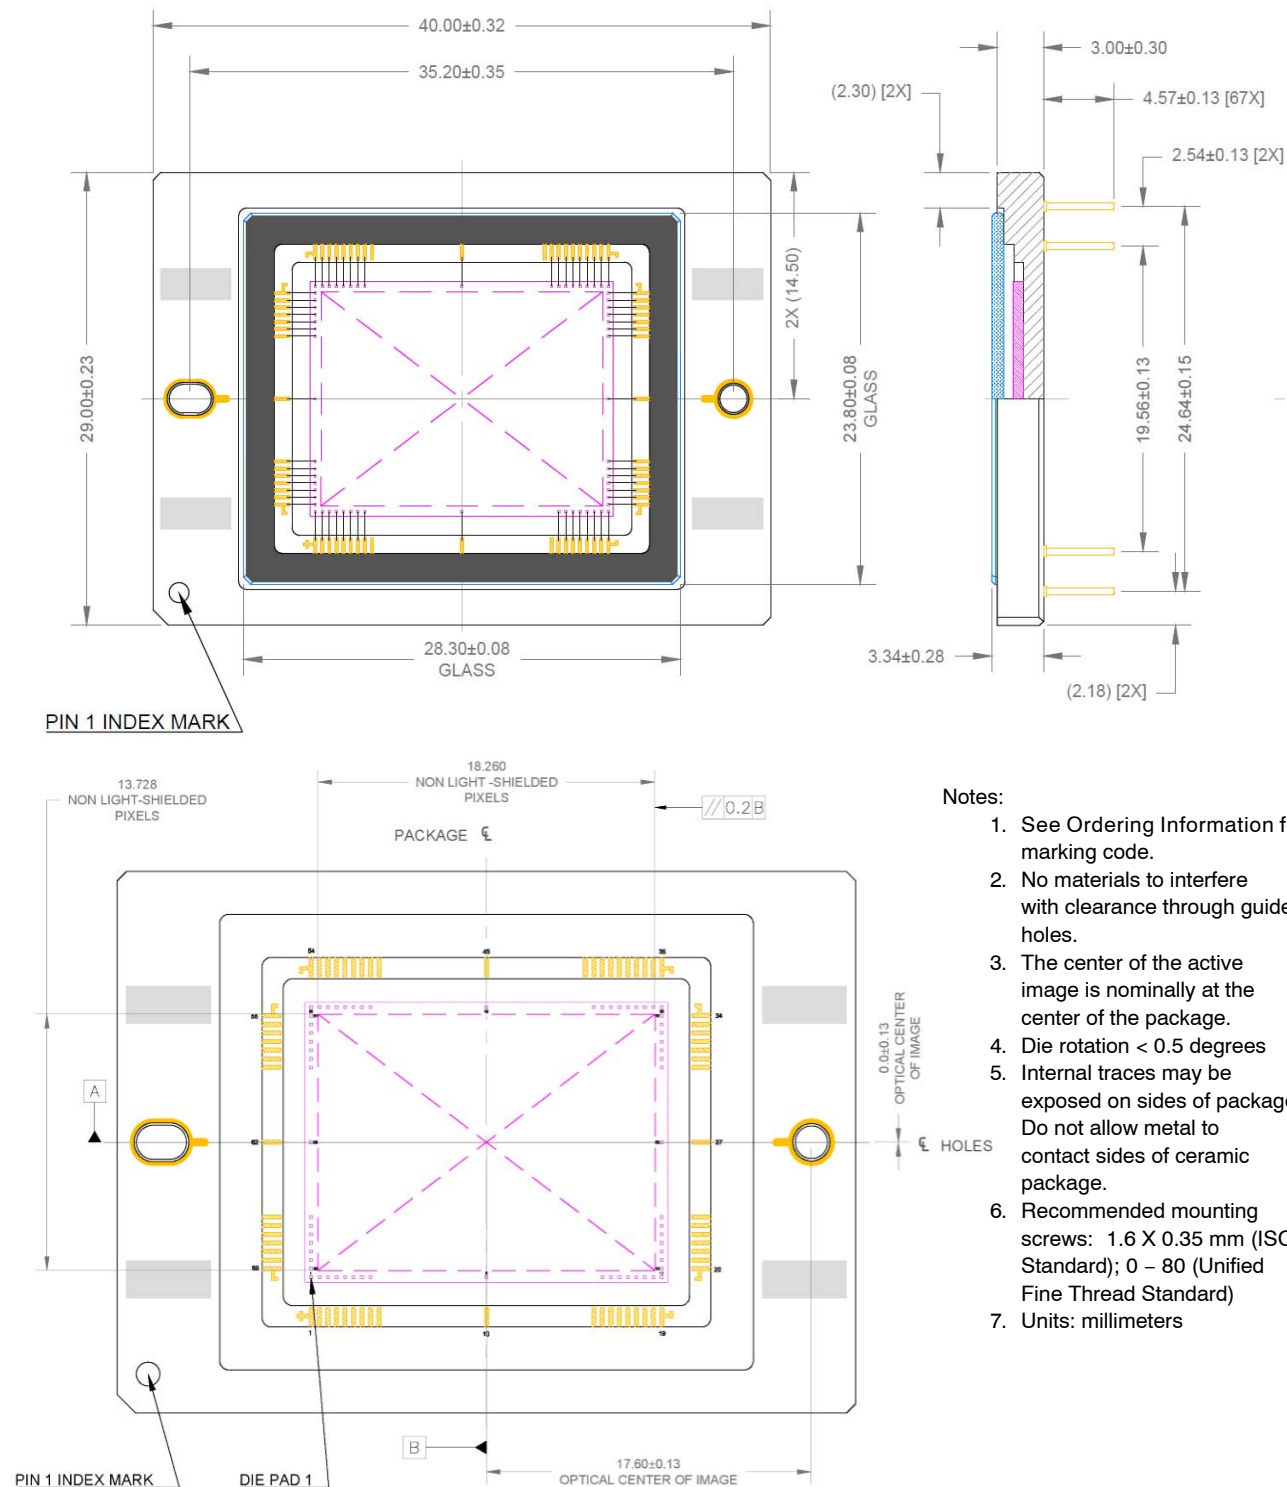 40.00±0.32
35.20±0.35
3.00±0.30
(2.30) [2X]
4.57±0.13 [67X]
2.54±0.13 [2X]
29.00±0.23
2X (14.50)
23.80±0.08
GLASS
19.56±0.13
24.64±0.15
28.30±0.08
GLASS
3.34±0.28
(2.18) [2X]
PIN 1 INDEX MARK
13.728
NON LIGHT-SHIELDED
PIXELS
18.260
NON LIGHT -SHIELDED
PIXELS
// 0.2 B
PACKAGE ℄
54
45
36
34
A
62
27
0.0±0.13
OPTICAL CENTER
OF IMAGE
℄ HOLES
1
10
19
B
17.60±0.13
OPTICAL CENTER OF IMAGE
PIN 1 INDEX MARK
DIE PAD 1
Notes:
1. See Ordering Information f
marking code.
2. No materials to interfere
with clearance through guide
holes.
3. The center of the active
image is nominally at the
center of the package.
4. Die rotation < 0.5 degrees
5. Internal traces may be
exposed on sides of package
Do not allow metal to
contact sides of ceramic
package.
6. Recommended mounting
screws: 1.6 X 0.35 mm (ISO
Standard); 0 – 80 (Unified
Fine Thread Standard)
7. Units: millimeters